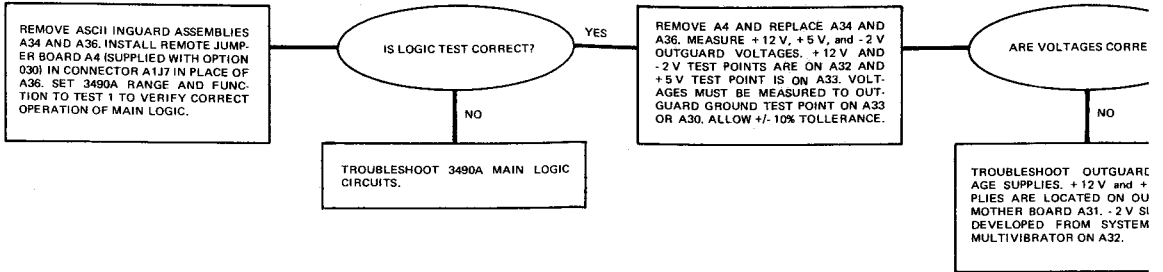 REMOVE ASCII INGUARD ASSEMBLIES
A34 AND A36. INSTALL REMOTE JUMP-
ER BOARD A4 (SUPPLIED WITH OPTION
030) IN CONNECTOR A1J7 IN PLACE OF
A36. SET 3490A RANGE AND FUNC-
TION TO TEST 1 TO VERIFY CORRECT
OPERATION OF MAIN LOGIC.
IS LOGIC TEST CORRECT?
YES
NO
TROUBLESHOOT 3490A MAIN LOGIC
CIRCUITS.
REMOVE A4 AND REPLACE A34 AND
A36. MEASURE +12 V, +5 V, and -2 V
OUTGUARD VOLTAGES. +12 V AND
-2 V TEST POINTS ARE ON A32 AND
+5 V TEST POINT IS ON A33. VOLT-
AGES MUST BE MEASURED TO OUT-
GUARD GROUND TEST POINT ON A33
OR A30. ALLOW +/- 10% TOLLERANCE.
ARE VOLTAGES CORRE
NO
TROUBLESHOOT OUTGUARD
AGE SUPPLIES. +12 V and +
PLIES ARE LOCATED ON OU
MOTHER BOARD A31. -2 V SU
DEVELOPED FROM SYSTEM
MULTIVIBRATOR ON A32.